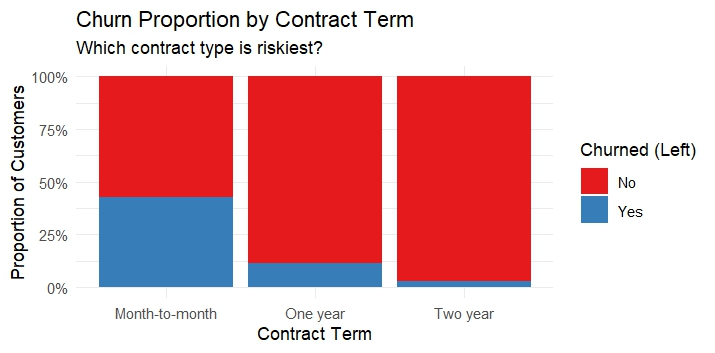 Churn Proportion by Contract Term
Which contract type is riskiest?
Proportion of Customers
100%
75%
50%
25%
0%
Month-to-month
One year
Two year
Contract Term
Churned (Left)
No
Yes